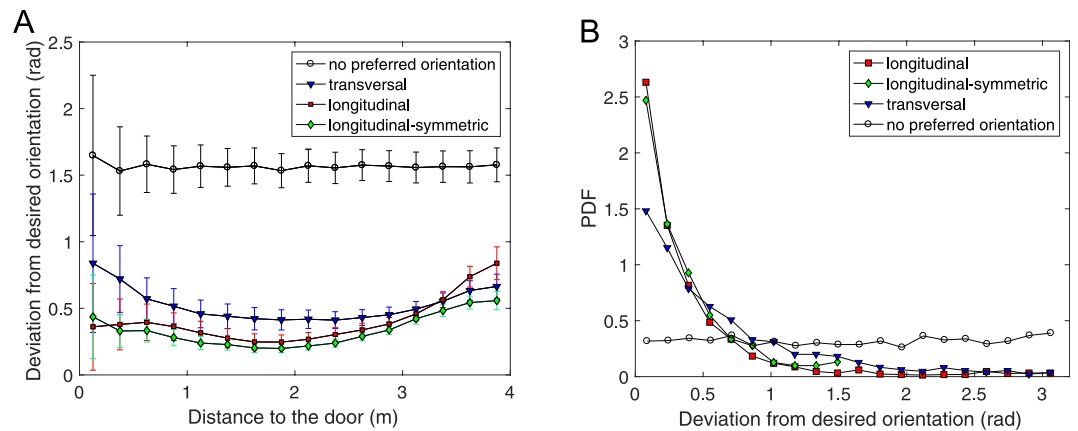 A
Deviation from desired orientation (rad)
2.5
2
1.5
1
0.5
0
0
1
2
3
4
Distance to the door (m)
no preferred orientation
transversal
longitudinal
longitudinal-symmetric
B
PDF
3
2.5
2
1.5
1
0.5
0
0
0.5
1
1.5
2
2.5
3
Deviation from desired orientation (rad)
longitudinal
longitudinal-symmetric
transversal
no preferred orientation